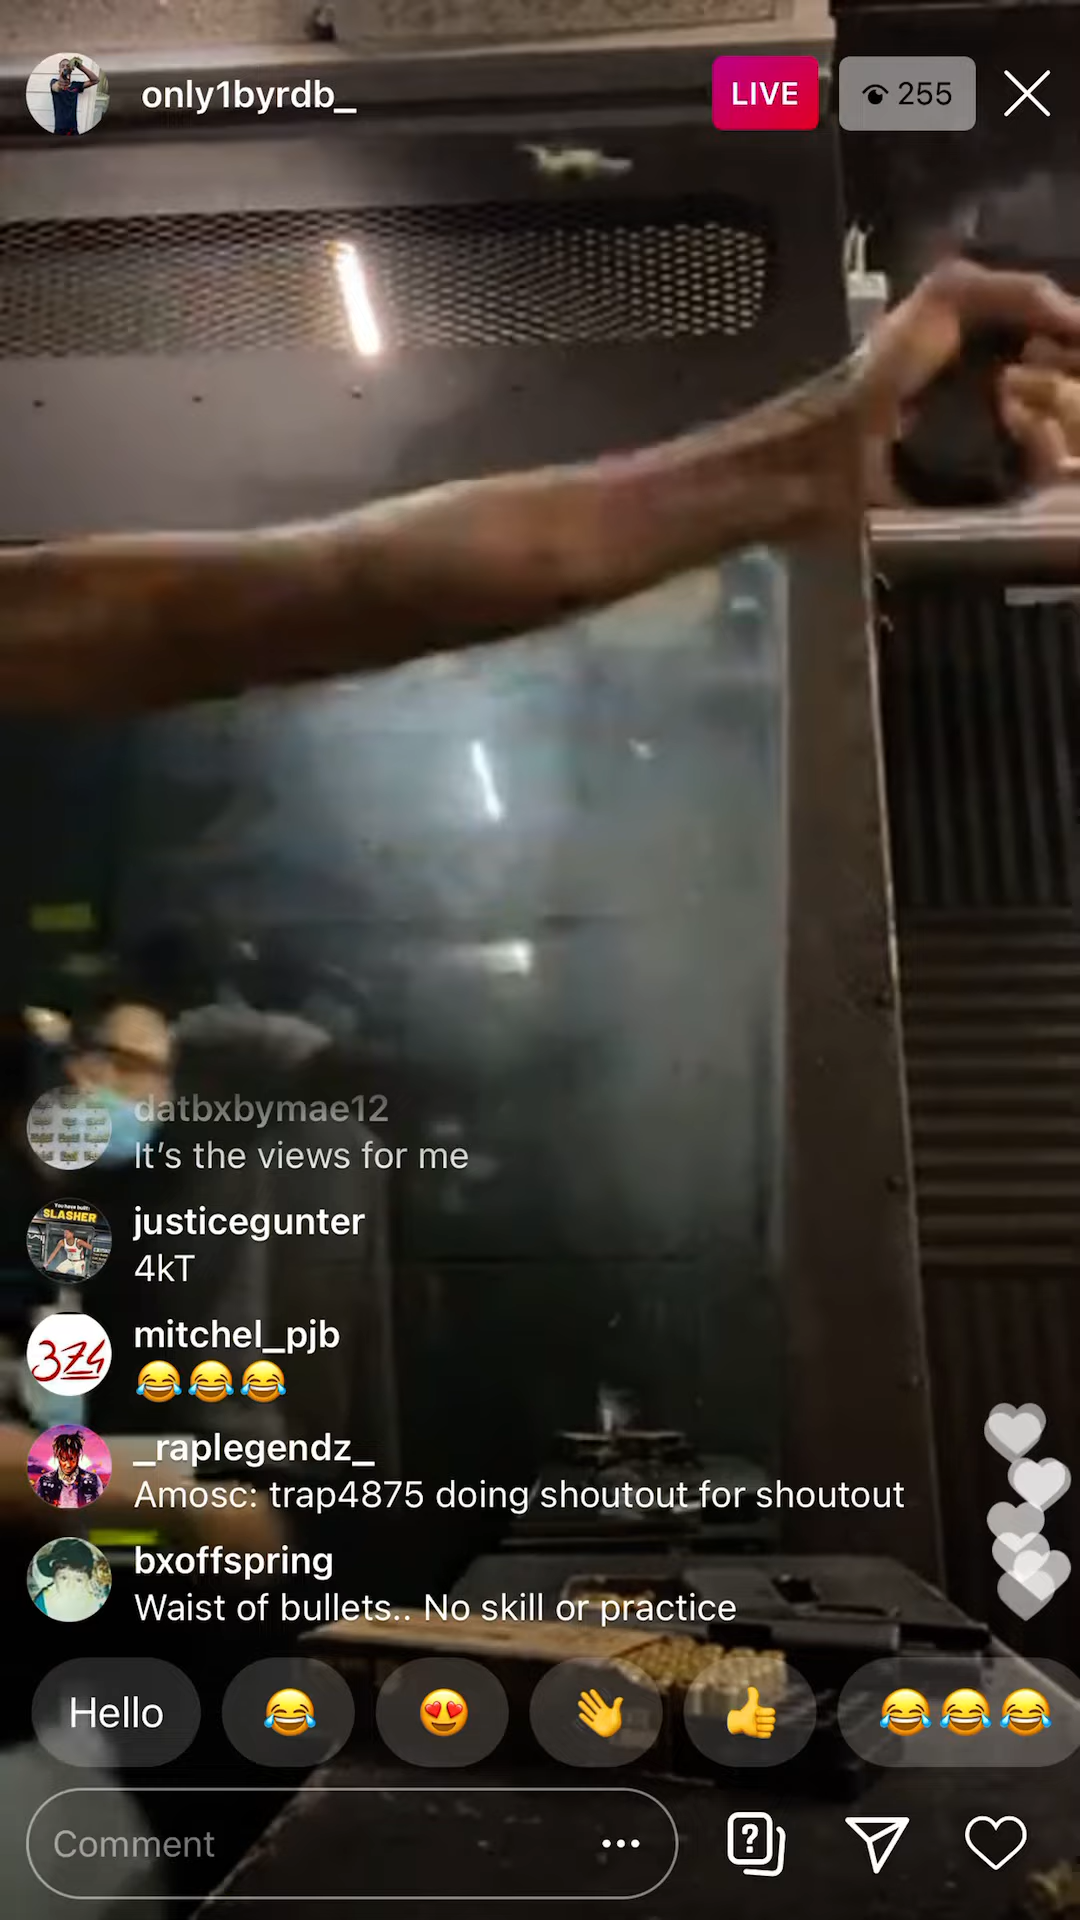 only1byrdb_
LIVE
255
datbxbymae12
It's the views for me
SLASHER
justicegunter
4kT
mitchel_pjb
😂😂😂
_raplegendz_
Amosc: trap4875 doing shoutout for shoutout
bxoffspring
Waist of bullets.. No skill or practice
Hello
😂
😍
👋
👍
😂😂😂
Comment